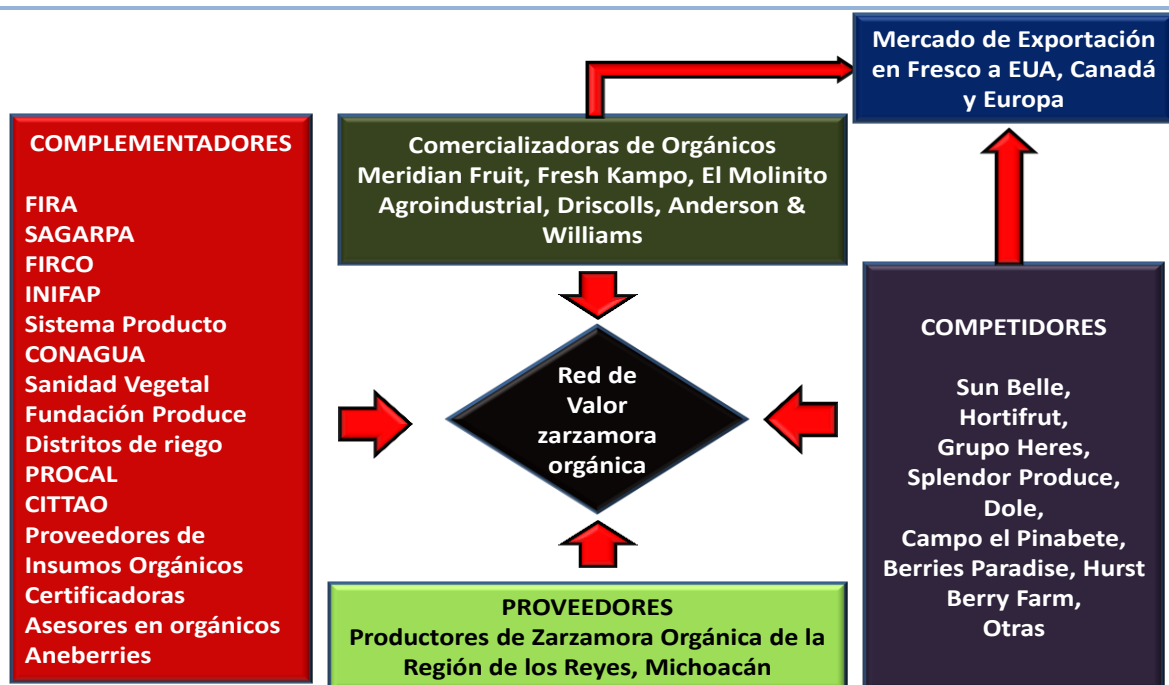 Mercado de Exportación
en Fresco a EUA, Canadá
y Europa
COMPLEMENTADORES
FIRA
SAGARPA
FIRCO
INIFAP
Sistema Producto
CONAGUA
Sanidad Vegetal
Fundación Produce
Distritos de riego
PROCAL
CITTAO
Proveedores de
Insumos Orgánicos
Certificadoras
Asesores en orgánicos
Aneberries
Comercializadoras de Orgánicos
Meridian Fruit, Fresh Kampo, El Molinito
Agroindustrial, Driscolls, Anderson &
Williams
Red de
Valor
zarzamora
orgánica
PROVEEDORES
Productores de Zarzamora Orgánica de la
Región de los Reyes, Michoacán
COMPETIDORES
Sun Belle,
Hortifrut,
Grupo Heres,
Splendor Produce,
Dole,
Campo el Pinabete,
Berries Paradise, Hurst
Berry Farm,
Otras